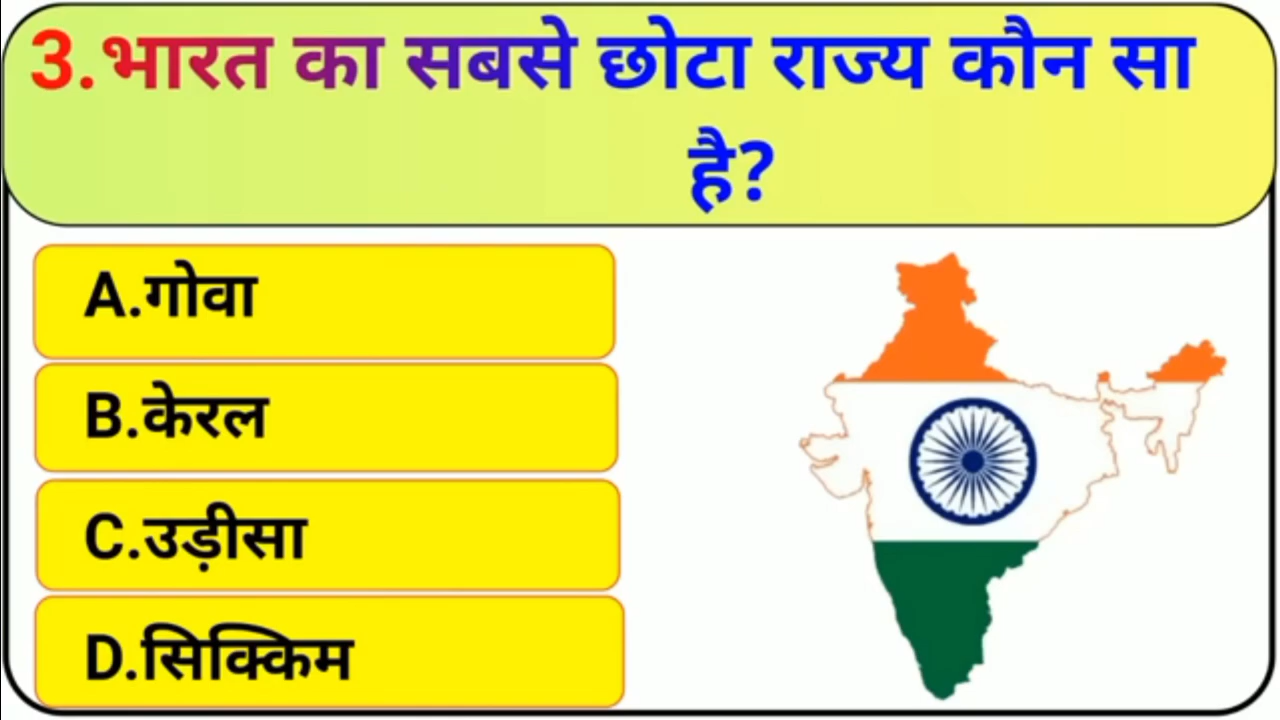 3.भारत का सबसे छोटा राज्य कौन सा
है?
A.गोवा
B.केरल
C.उड़ीसा
D.सिक्किम